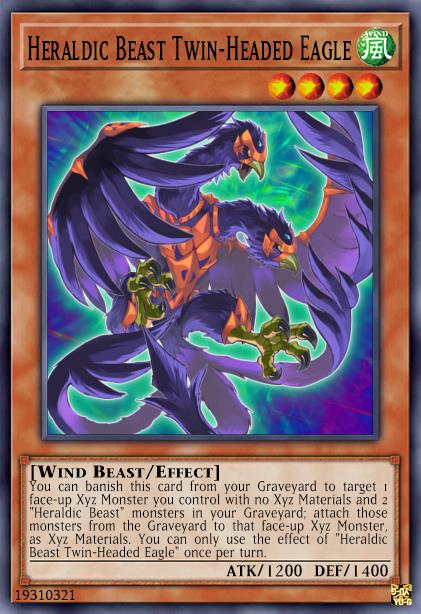 Heraldic Beast Twin-Headed Eagle
WIND
風
[Wind Beast/Effect]
You can banish this card from your Graveyard to target 1
face-up Xyz Monster you control with no Xyz Materials and 2
"Heraldic Beast" monsters in your Graveyard; attach those
monsters from the Graveyard to that face-up Xyz Monster,
as Xyz Materials. You can only use the effect of "Heraldic
Beast Twin-Headed Eagle" once per turn.
ATK/1200 DEF/1400
19310321